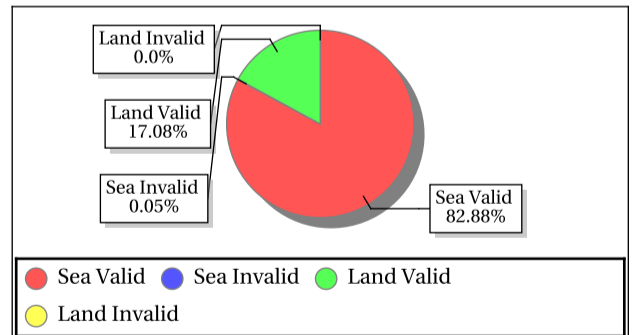 Land Invalid
0.0%
Land Valid
17.08%
Sea Invalid
0.05%
Sea Valid
82.88%
Sea Valid Sea Invalid Land Valid
Land Invalid